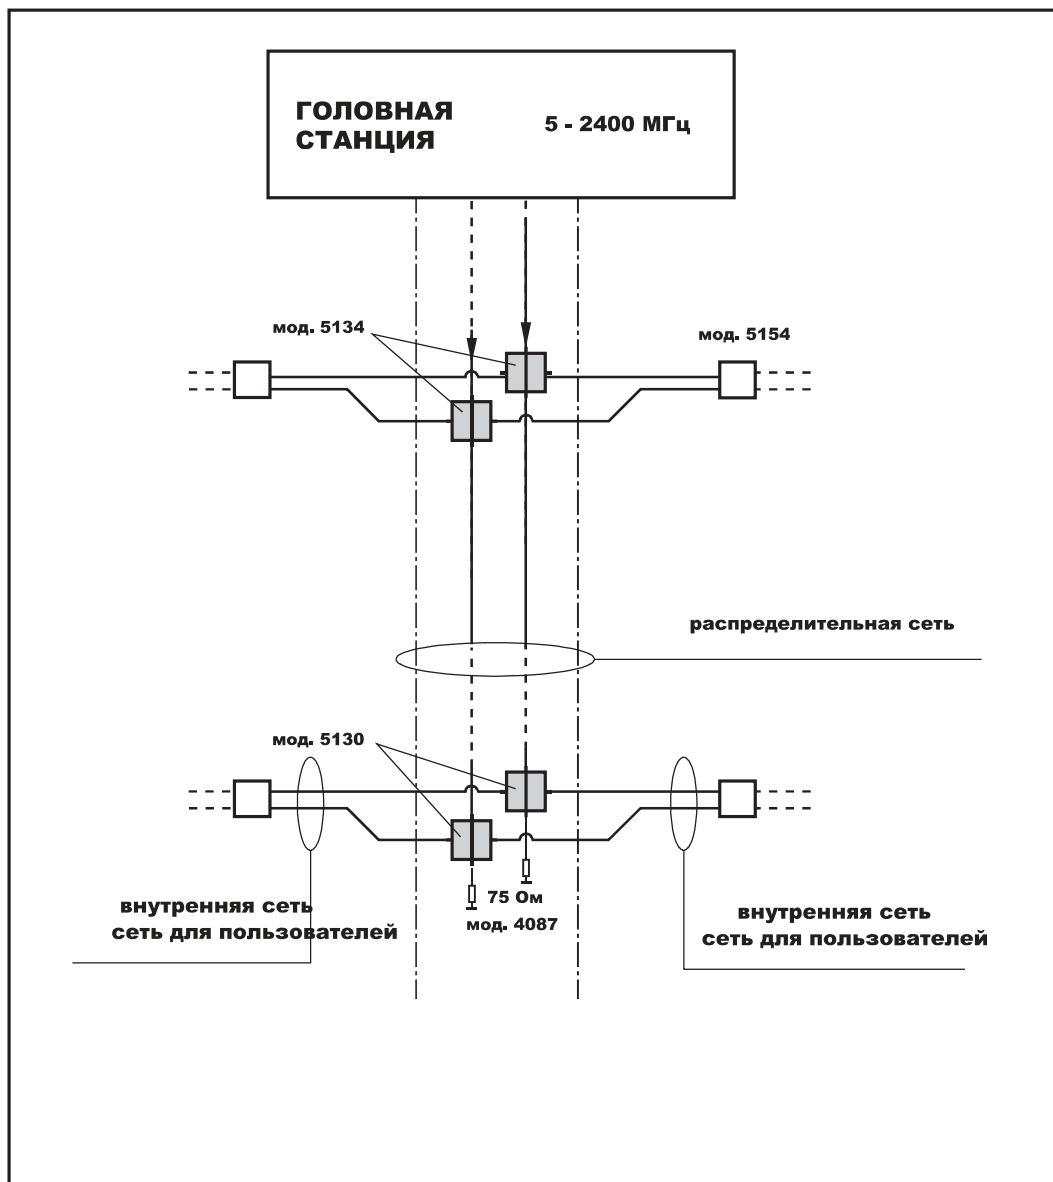 ГОЛОВНАЯ
СТАНЦИЯ
5 - 2400 МГц
мод. 5134
мод. 5154
распределительная сеть
мод. 5130
75 Ом
мод. 4087
внутренняя сеть
сеть для пользователей
внутренняя сеть
сеть для пользователей